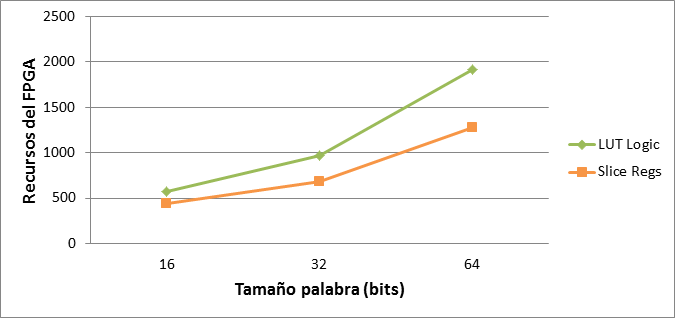 2500
2000
1500
1000
500
0
Recursos del FPGA
16 32 64
Tamaño palabra (bits)
LUT Logic
Slice Regs